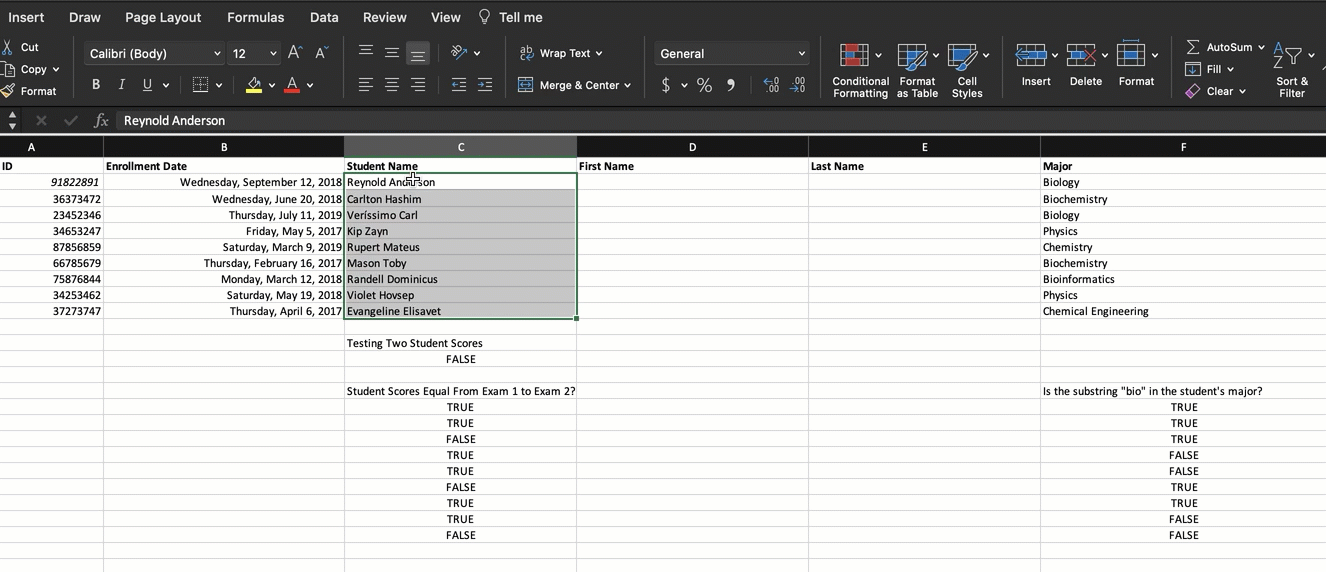 Insert Draw Page Layout Formulas Data Review View Tell me
Cut
Copy
Format
Calibri (Body) 12 A A
B I U A
ab Wrap Text
Merge & Center
General
$ % ,
Conditional Formatting
Format as Table
Cell Styles
Insert
Delete
Format
AutoSum
Fill
Clear
Sort & Filter
fx Reynold Anderson
A B C D E F
ID Enrollment Date Student Name First Name Last Name Major
91822891 Wednesday, September 12, 2018 Reynold Anderson Biology
36373472 Wednesday, June 20, 2018 Carlton Hashim Biochemistry
23452346 Thursday, July 11, 2019 Veríssimo Carl Biology
34653247 Friday, May 5, 2017 Kip Zayn Physics
87856859 Saturday, March 9, 2019 Rupert Mateus Chemistry
66785679 Thursday, February 16, 2017 Mason Toby Biochemistry
75876844 Monday, March 12, 2018 Randell Dominicus Bioinformatics
34253462 Saturday, May 19, 2018 Violet Hovsep Physics
37273747 Thursday, April 6, 2017 Evangeline Elisavet Chemical Engineering
Testing Two Student Scores
FALSE
Student Scores Equal From Exam 1 to Exam 2? Is the substring "bio" in the student's major?
TRUE TRUE
TRUE TRUE
FALSE TRUE
TRUE FALSE
TRUE FALSE
FALSE TRUE
TRUE TRUE
TRUE FALSE
FALSE FALSE